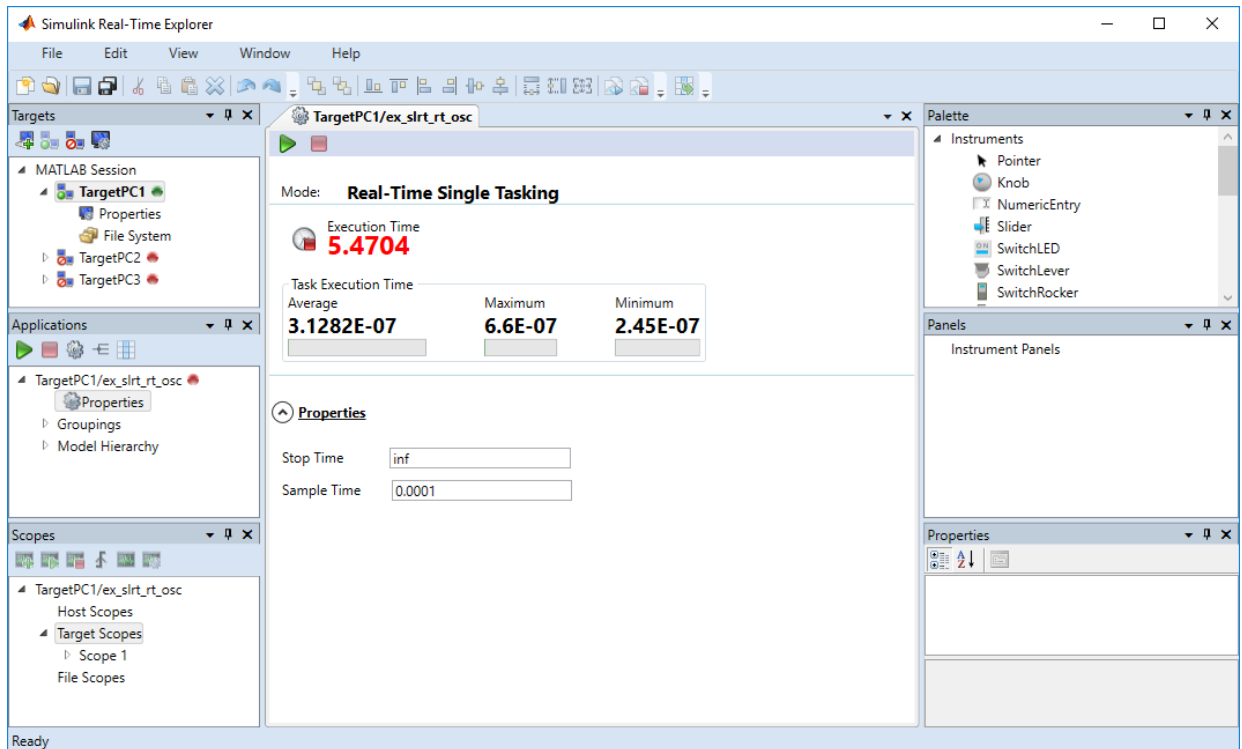 Simulink Real-Time Explorer
File Edit View Window Help
Targets
MATLAB Session
TargetPC1
Properties
File System
TargetPC2
TargetPC3
Applications
TargetPC1/ex_slrt_rt_osc
Properties
Groupings
Model Hierarchy
Scopes
TargetPC1/ex_slrt_rt_osc
Host Scopes
Target Scopes
Scope 1
File Scopes
TargetPC1/ex_slrt_rt_osc
Mode: Real-Time Single Tasking
Execution Time
5.4704
Task Execution Time
Average Maximum Minimum
3.1282E-07 6.6E-07 2.45E-07
Properties
Stop Time inf
Sample Time 0.0001
Palette
Instruments
Pointer
Knob
NumericEntry
Slider
SwitchLED
SwitchLever
SwitchRocker
Panels
Instrument Panels
Properties
Ready